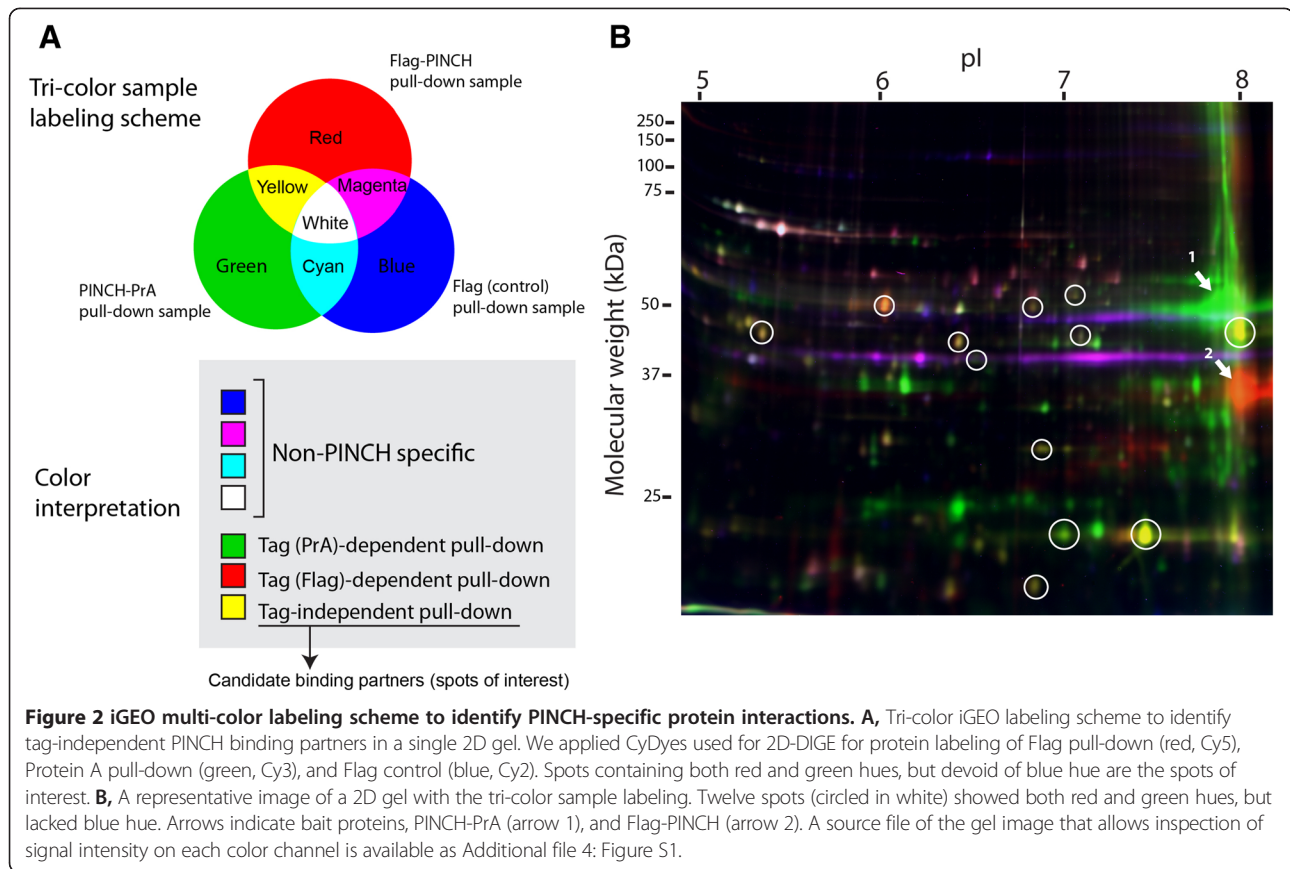 A
Tri-color sample
labeling scheme
Flag-PINCH
pull-down sample
Red
Yellow
Magenta
White
Green
Cyan
Blue
PINCH-PrA
pull-down sample
Flag (control)
pull-down sample
Color
interpretation
Non-PINCH specific
Tag (PrA)-dependent pull-down
Tag (Flag)-dependent pull-down
Tag-independent pull-down
Candidate binding partners (spots of interest)
B
pI
5 6 7 8
Molecular weight (kDa)
250
150
100
75
50
37
25
1
2
Figure 2 iGEO multi-color labeling scheme to identify PINCH-specific protein interactions. A, Tri-color iGEO labeling scheme to identify
tag-independent PINCH binding partners in a single 2D gel. We applied CyDyes used for 2D-DIGE for protein labeling of Flag pull-down (red, Cy5),
Protein A pull-down (green, Cy3), and Flag control (blue, Cy2). Spots containing both red and green hues, but devoid of blue hue are the spots of
interest. B, A representative image of a 2D gel with the tri-color sample labeling. Twelve spots (circled in white) showed both red and green hues, but
lacked blue hue. Arrows indicate bait proteins, PINCH-PrA (arrow 1), and Flag-PINCH (arrow 2). A source file of the gel image that allows inspection of
signal intensity on each color channel is available as Additional file 4: Figure S1.